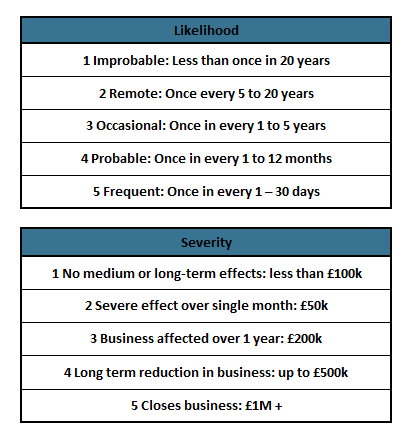 Likelihood
1 Improbable: Less than once in 20 years
2 Remote: Once every 5 to 20 years
3 Occasional: Once in every 1 to 5 years
4 Probable: Once in every 1 to 12 months
5 Frequent: Once in every 1 – 30 days
Severity
1 No medium or long-term effects: less than £100k
2 Severe effect over single month: £50k
3 Business affected over 1 year: £200k
4 Long term reduction in business: up to £500k
5 Closes business: £1M +